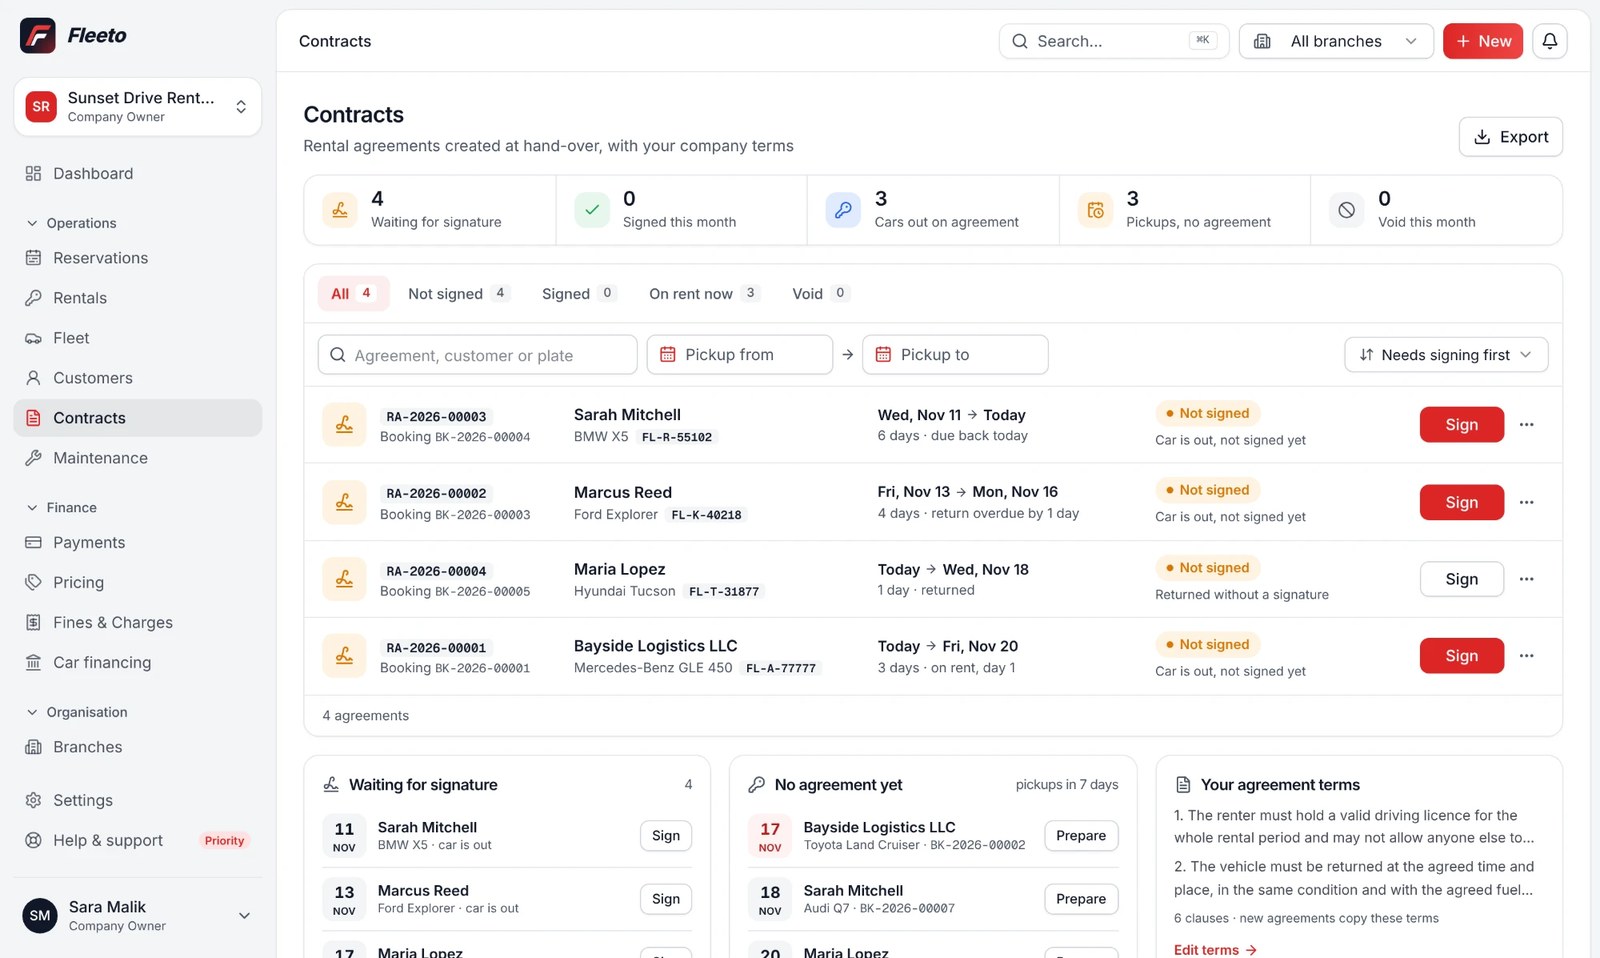 Fleeto
SR
Sunset Drive Rent...
Company Owner
Dashboard
Operations
Reservations
Rentals
Fleet
Customers
Contracts
Maintenance
Finance
Payments
Pricing
Fines & Charges
Car financing
Organisation
Branches
Settings
Help & support
Priority
SM
Sara Malik
Company Owner
Contracts
Search...
⌘K
All branches
+ New
Contracts
Rental agreements created at hand-over, with your company terms
Export
4
Waiting for signature
0
Signed this month
3
Cars out on agreement
3
Pickups, no agreement
0
Void this month
All 4
Not signed 4
Signed 0
On rent now 3
Void 0
Agreement, customer or plate
Pickup from
→
Pickup to
Needs signing first
RA-2026-00003
Booking BK-2026-00004
Sarah Mitchell
BMW X5 FL-R-55102
Wed, Nov 11 → Today
6 days · due back today
Not signed
Car is out, not signed yet
Sign
RA-2026-00002
Booking BK-2026-00003
Marcus Reed
Ford Explorer FL-K-40218
Fri, Nov 13 → Mon, Nov 16
4 days · return overdue by 1 day
Not signed
Car is out, not signed yet
Sign
RA-2026-00004
Booking BK-2026-00005
Maria Lopez
Hyundai Tucson FL-T-31877
Today → Wed, Nov 18
1 day · returned
Not signed
Returned without a signature
Sign
RA-2026-00001
Booking BK-2026-00001
Bayside Logistics LLC
Mercedes-Benz GLE 450 FL-A-77777
Today → Fri, Nov 20
3 days · on rent, day 1
Not signed
Car is out, not signed yet
Sign
4 agreements
Waiting for signature
4
11
NOV
Sarah Mitchell
BMW X5 · car is out
Sign
13
NOV
Marcus Reed
Ford Explorer · car is out
Sign
17
Maria Lopez
No agreement yet
pickups in 7 days
17
NOV
Bayside Logistics LLC
Toyota Land Cruiser · BK-2026-00002
Prepare
18
NOV
Sarah Mitchell
Audi Q7 · BK-2026-00007
Prepare
20
Maria Lopez
Your agreement terms
1. The renter must hold a valid driving licence for the
whole rental period and may not allow anyone else to...
2. The vehicle must be returned at the agreed time and
place, in the same condition and with the agreed fuel...
6 clauses · new agreements copy these terms
Edit terms →